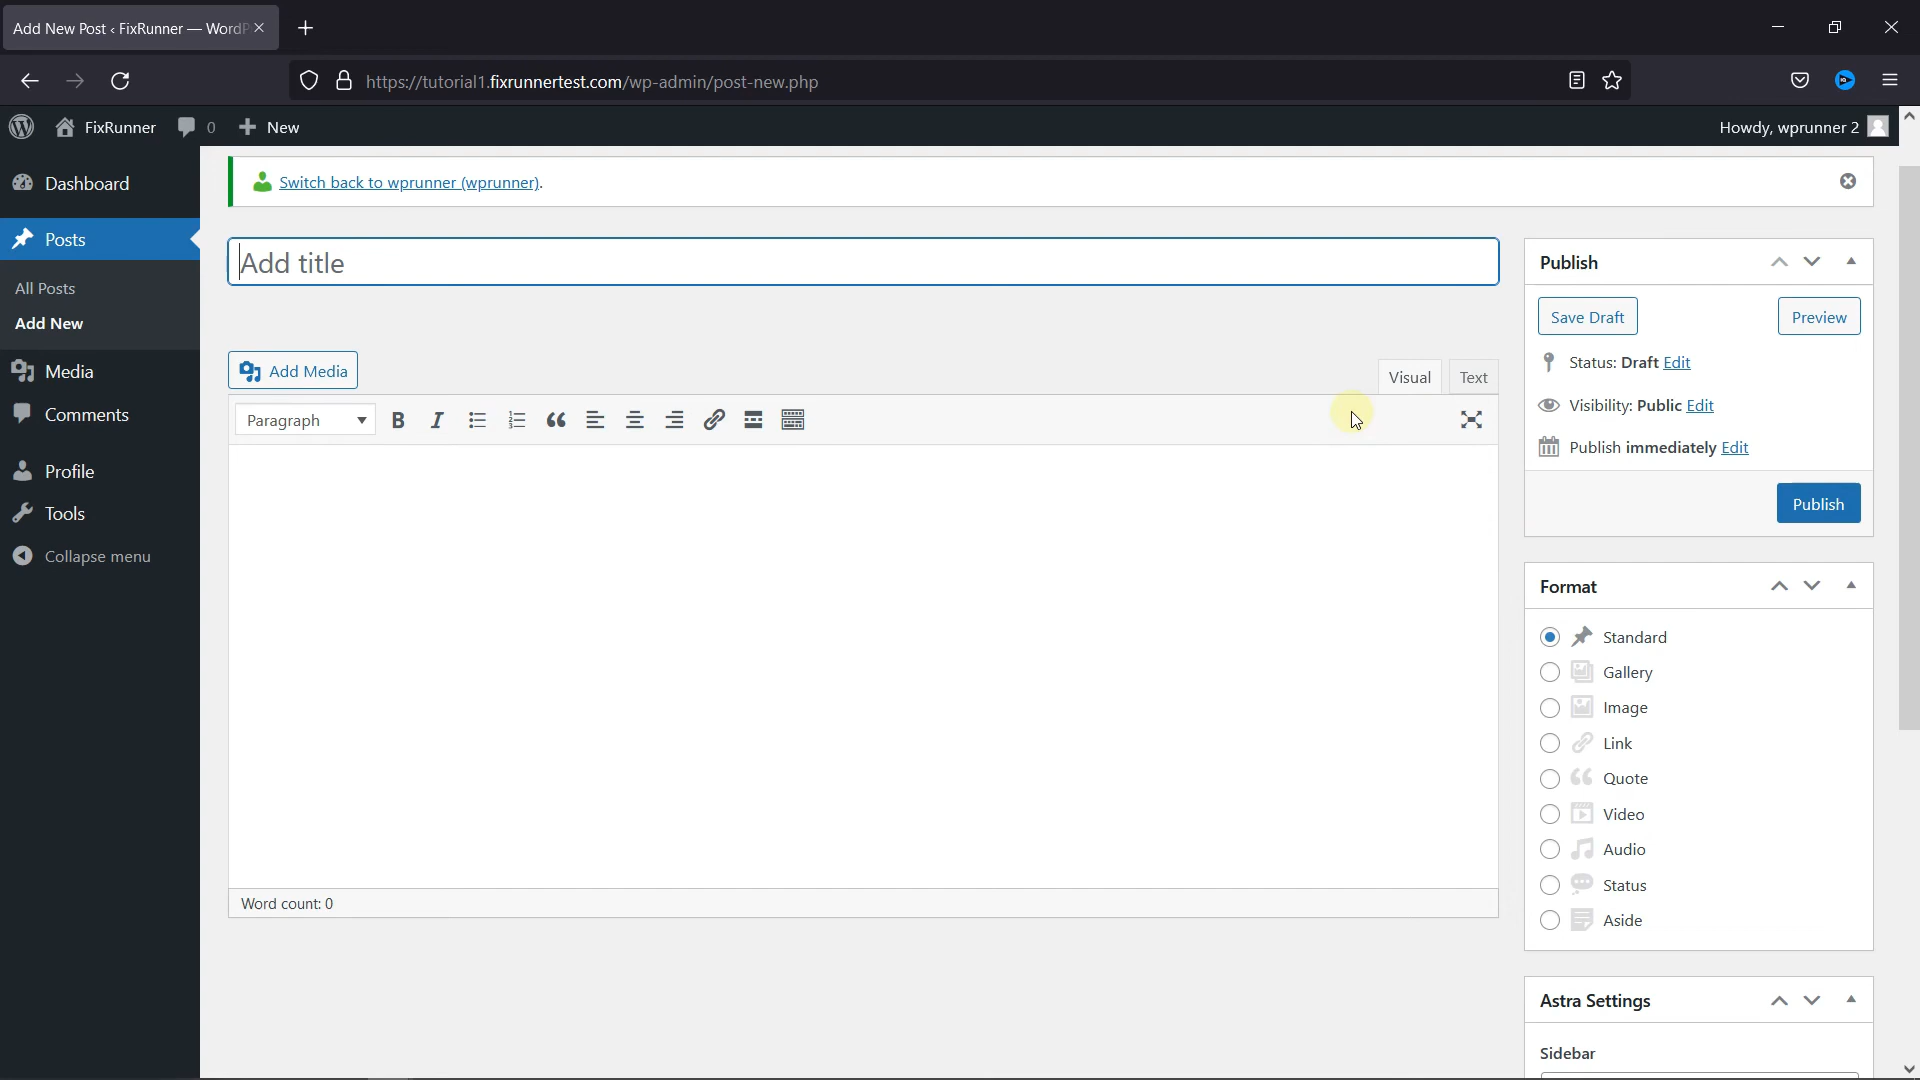 Add New Post ‹ FixRunner — WordP
https://tutorial1.fixrunnertest.com/wp-admin/post-new.php
FixRunner
0
New
Howdy, wprunner 2
Dashboard
Posts
All Posts
Add New
Media
Comments
Profile
Tools
Collapse menu
Switch back to wprunner (wprunner).
Add title
Add Media
Visual
Text
Paragraph
B
I
Word count: 0
Publish
Save Draft
Preview
Status: Draft Edit
Visibility: Public Edit
Publish immediately Edit
Publish
Format
Standard
Gallery
Image
Link
Quote
Video
Audio
Status
Aside
Astra Settings
Sidebar